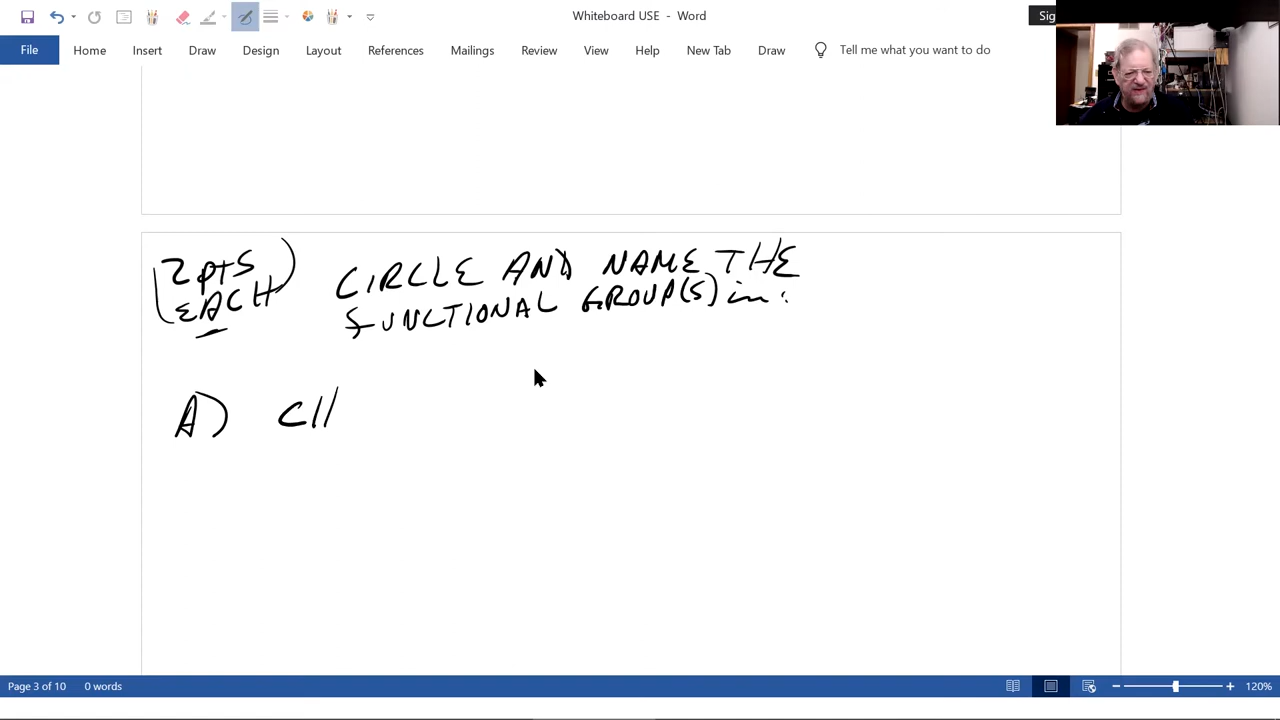 Whiteboard USE - Word
Sig
File Home Insert Draw Design Layout References Mailings Review View Help New Tab Draw Tell me what you want to do
(2 pts EACH)
CIRCLE AND NAME THE
FUNCTIONAL GROUP(S) in:
A) CH
Page 3 of 10 0 words 120%